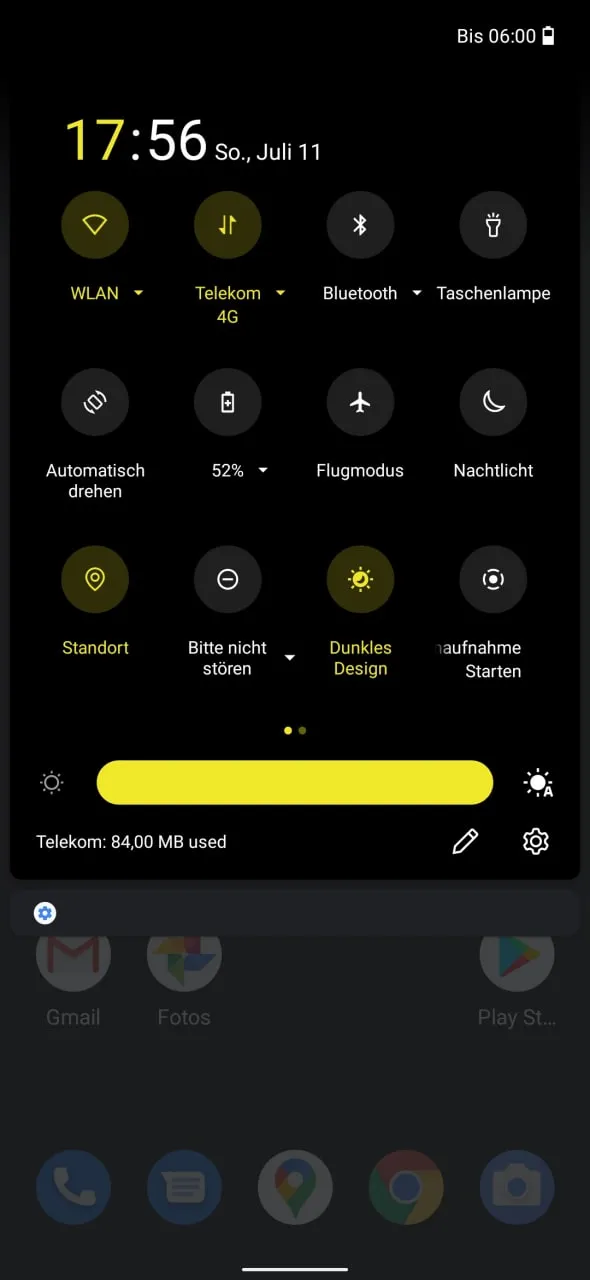 Bis 06:00
17:56 So., Juli 11
WLAN
Telekom
4G
Bluetooth
Taschenlampe
Automatisch
drehen
52%
Flugmodus
Nachtlicht
Standort
Bitte nicht
stören
Dunkles
Design
aufnahme
Starten
A
Telekom: 84,00 MB used
Gmail
Fotos
Play St…